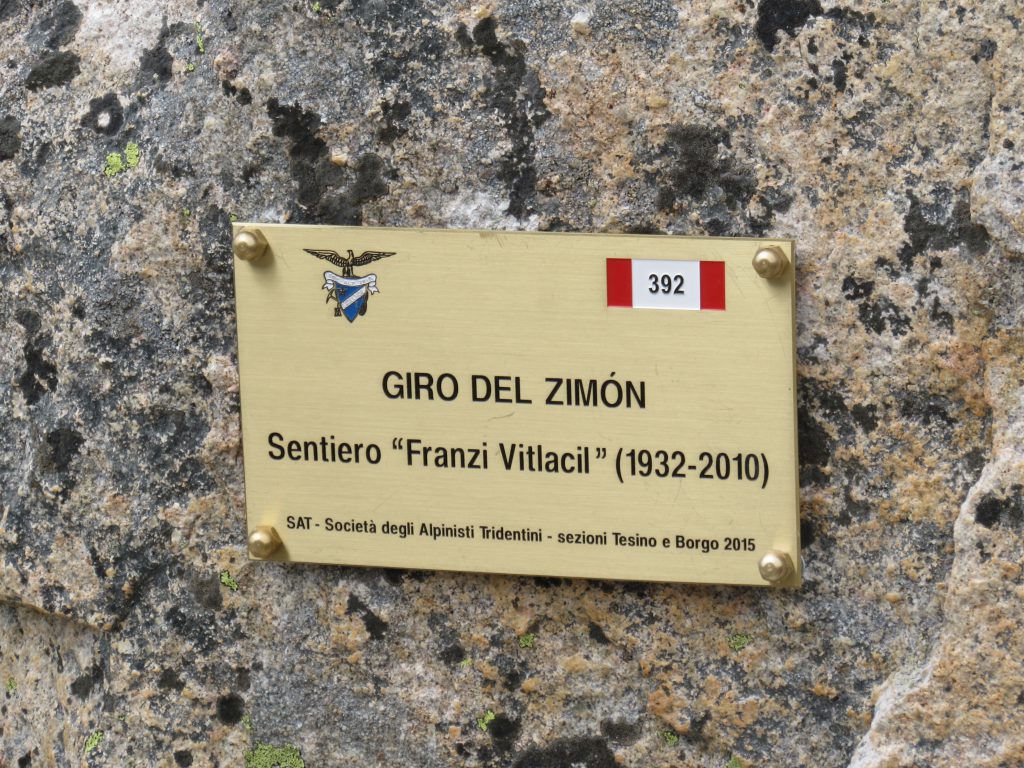 392
GIRO DEL ZIMÓN
Sentiero “Franzi Vitlacil” (1932-2010)
SAT - Società degli Alpinisti Tridentini - sezioni Tesino e Borgo 2015